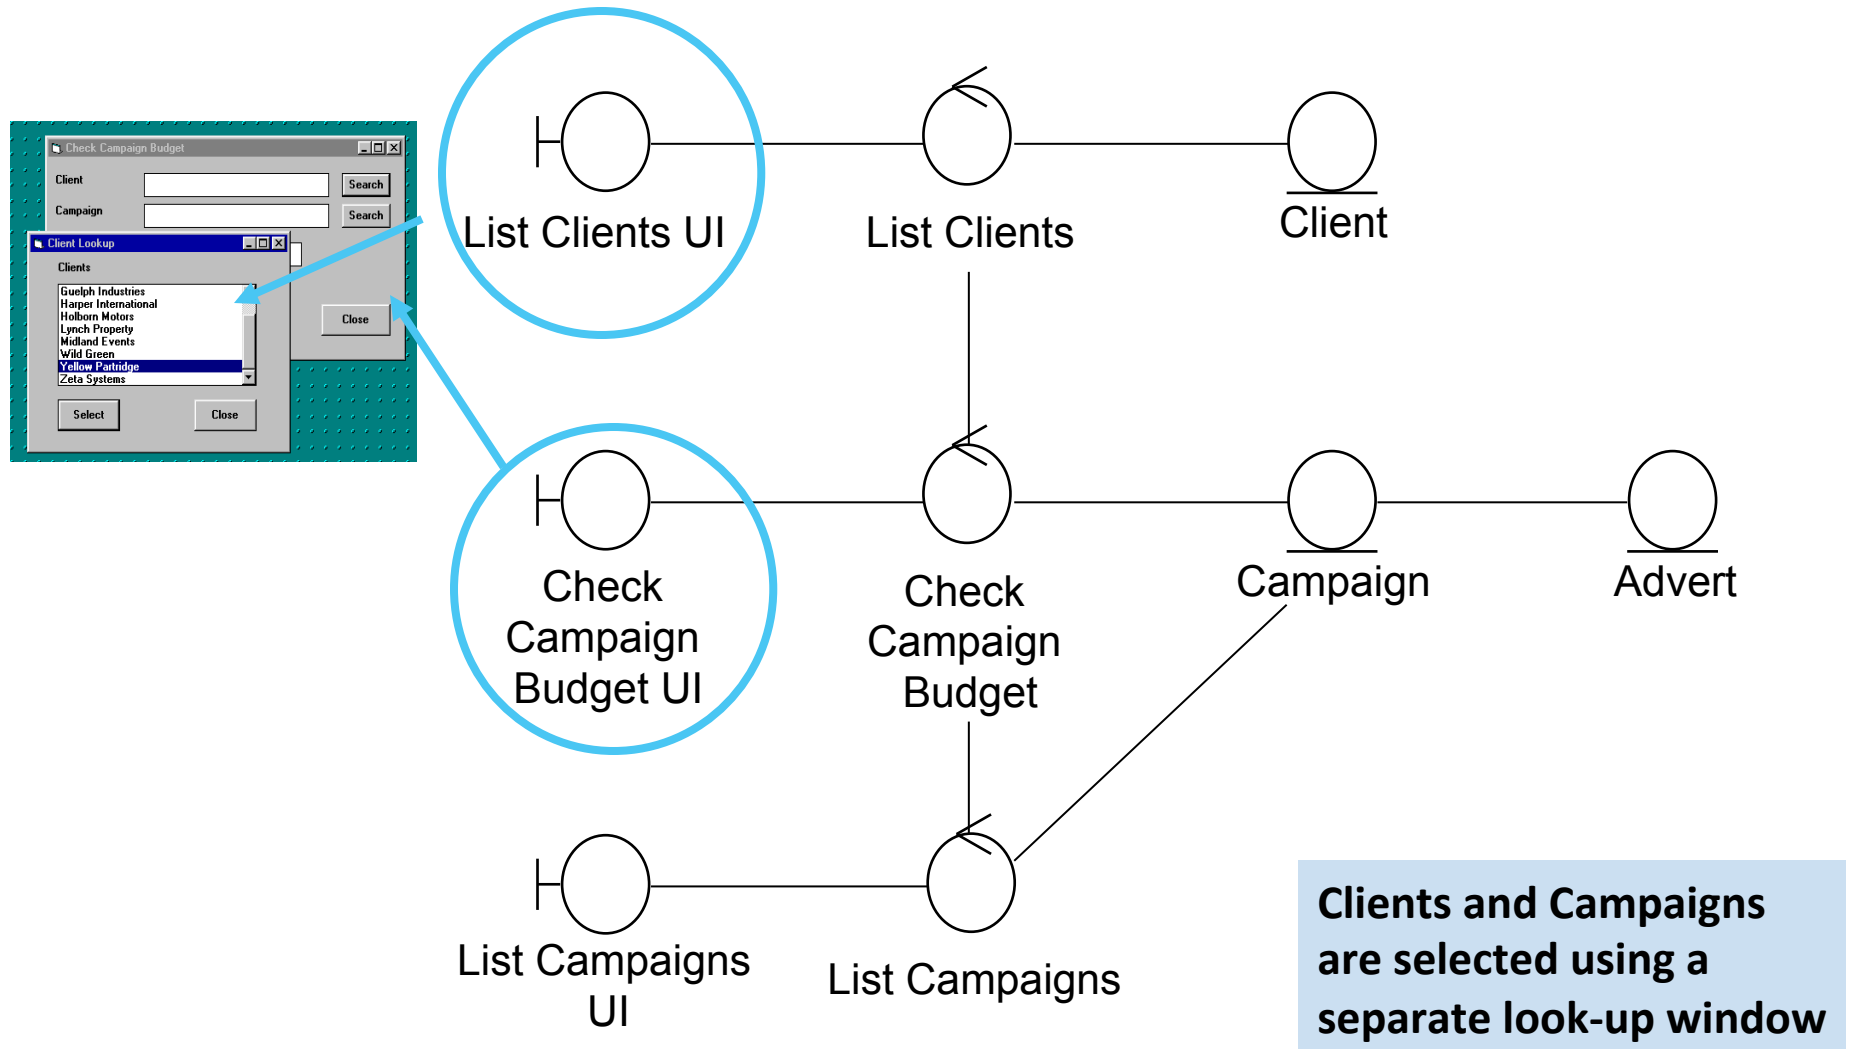 Check Campaign Budget
Client
Search
Campaign
Search
Client Lookup
Clients
Guelph Industries
Harper International
Holborn Motors
Lynch Property
Midland Events
Wild Green
Yellow Partridge
Zeta Systems
Close
Select
Close
List Clients UI
List Clients
Client
Check
Campaign
Budget UI
Check
Campaign
Budget
Campaign
Advert
List Campaigns
UI
List Campaigns
Clients and Campaigns
are selected using a
separate look-up window